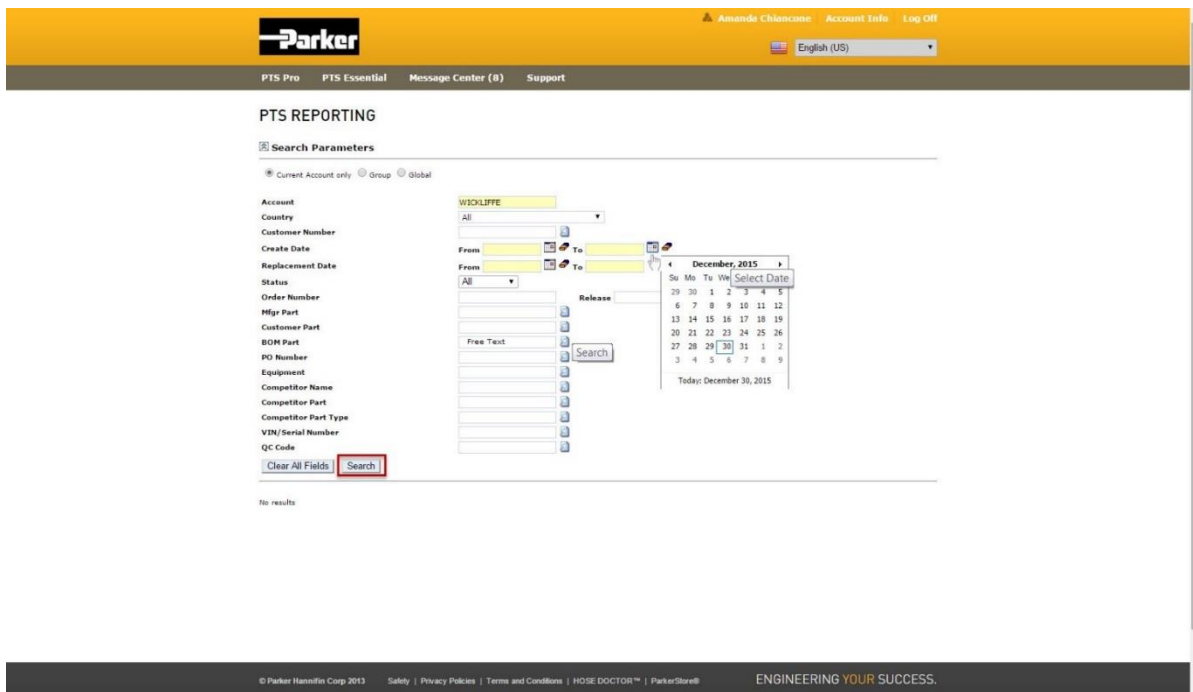 Amanda Chiancone Account Info Log Off
Parker
English (US)
PTS Pro PTS Essential Message Center (8) Support
PTS REPORTING
Search Parameters
Current Account only Group Global
Account WICKLIFFE
Country All
Customer Number
Create Date From To
Replacement Date From To
Status All
Order Number Release
Mfgr Part
Customer Part
BOM Part Free Text
Search
PO Number
Equipment
Competitor Name
Competitor Part
Competitor Part Type
VIN/Serial Number
QC Code
Clear All Fields Search
December, 2015
Su Mo Tu We Select Date
29 30 1 2 3 4 5
6 7 8 9 10 11 12
13 14 15 16 17 18 19
20 21 22 23 24 25 26
27 28 29 30 31 1 2
3 4 5 6 7 8 9
Today: December 30, 2015
No results
© Parker Hannifin Corp 2013 Safety | Privacy Policies | Terms and Conditions | HOSE DOCTOR™ | ParkerStore® ENGINEERING YOUR SUCCESS.